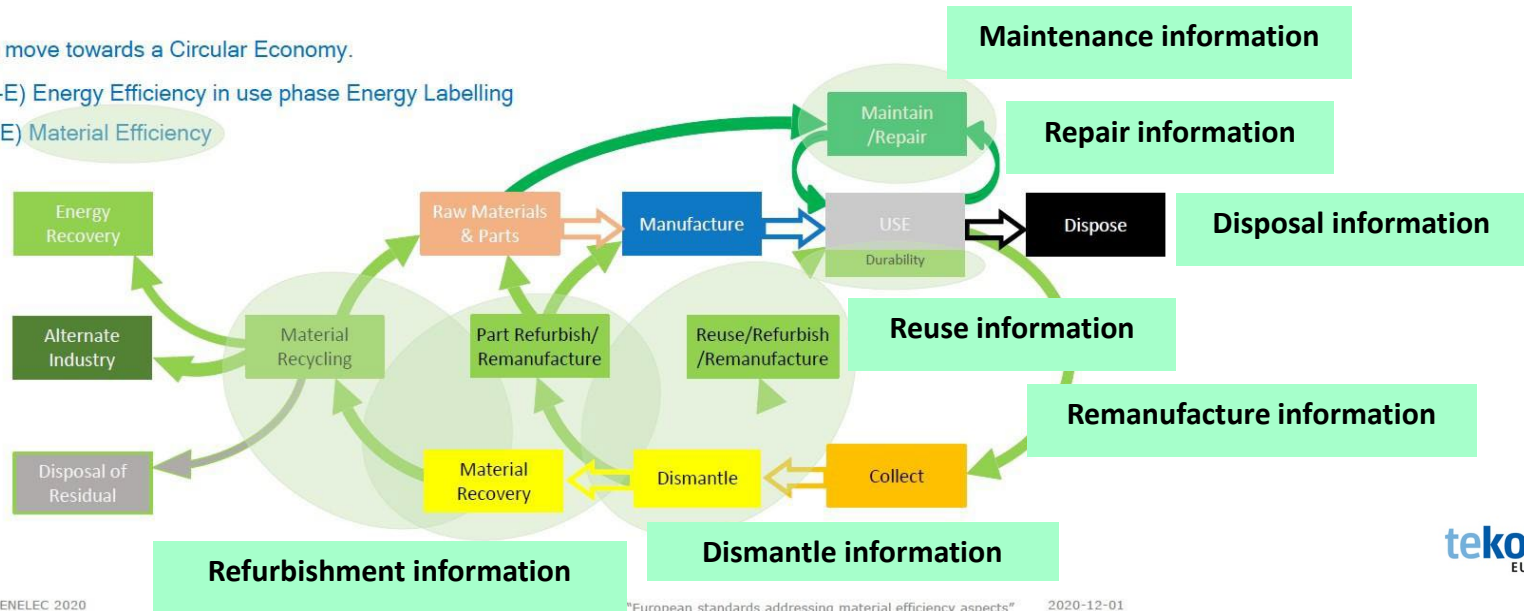 move towards a Circular Economy.
-E) Energy Efficiency in use phase Energy Labelling
E) Material Efficiency
Maintenance information
Maintain
/Repair
Repair information
Energy
Recovery
Raw Materials
& Parts
Manufacture
USE
Durability
Dispose
Disposal information
Alternate
Industry
Material
Recycling
Part Refurbish/
Remanufacture
Reuse/Refurbish
/Remanufacture
Reuse information
Remanufacture information
Disposal of
Residual
Material
Recovery
Dismantle
Collect
Refurbishment information
Dismantle information
teko
EU
ENELEC 2020
"European standards addressing material efficiency aspects"
2020-12-01